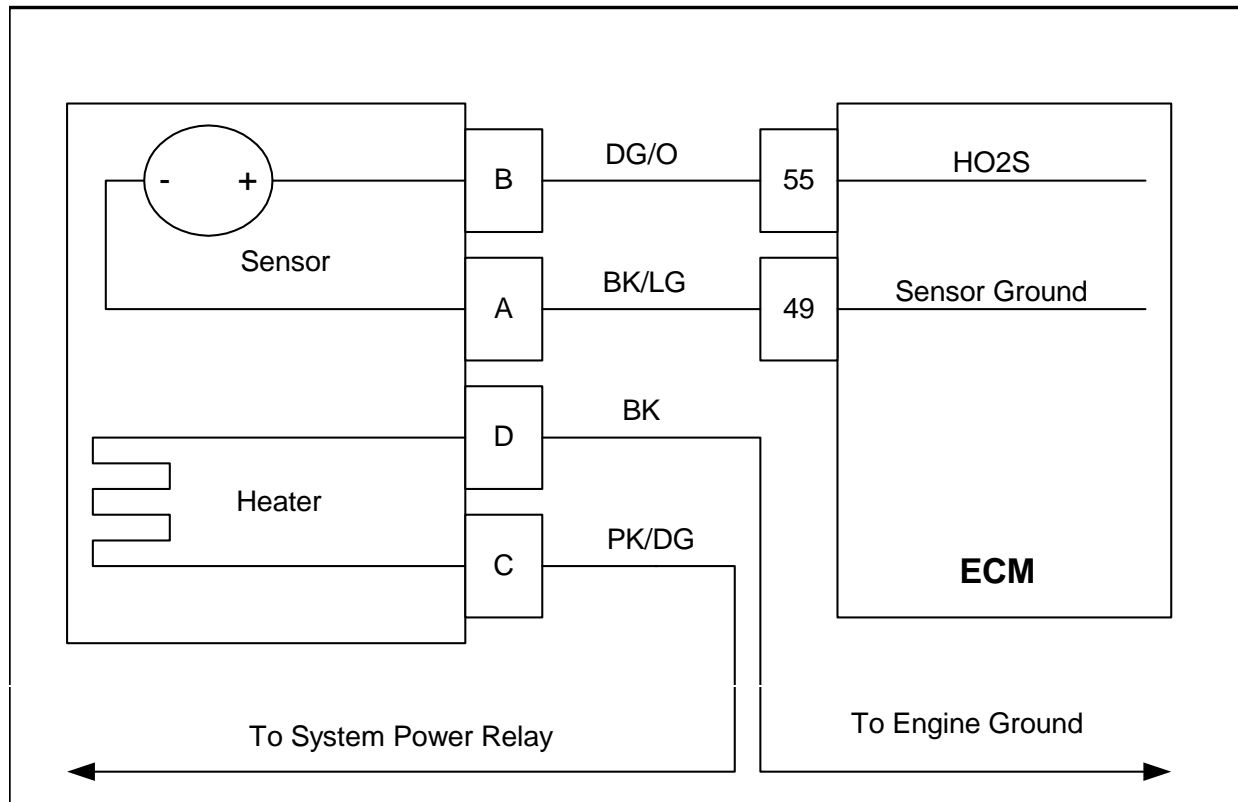 DG/O
B
55
HO2S
- +
Sensor
BK/LG
A
49
Sensor Ground
BK
D
Heater
PK/DG
C
ECM
To System Power Relay
To Engine Ground